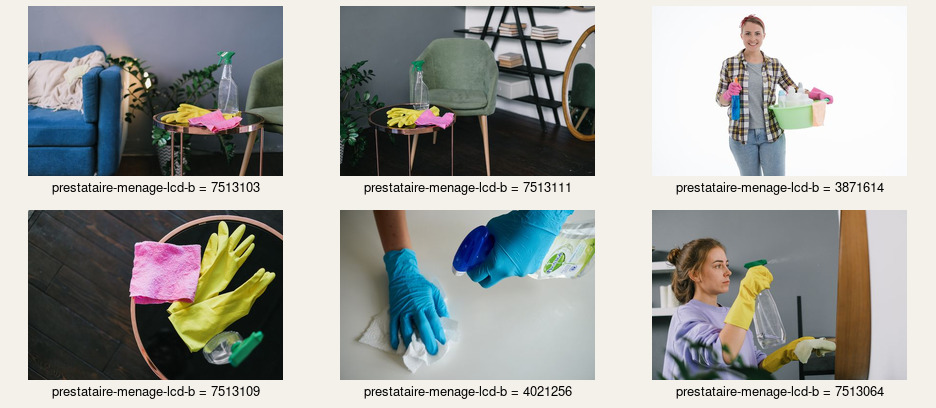 prestataire-menage-lcd-b = 7513103
prestataire-menage-lcd-b = 7513111
prestataire-menage-lcd-b = 3871614
prestataire-menage-lcd-b = 7513109
prestataire-menage-lcd-b = 4021256
prestataire-menage-lcd-b = 7513064